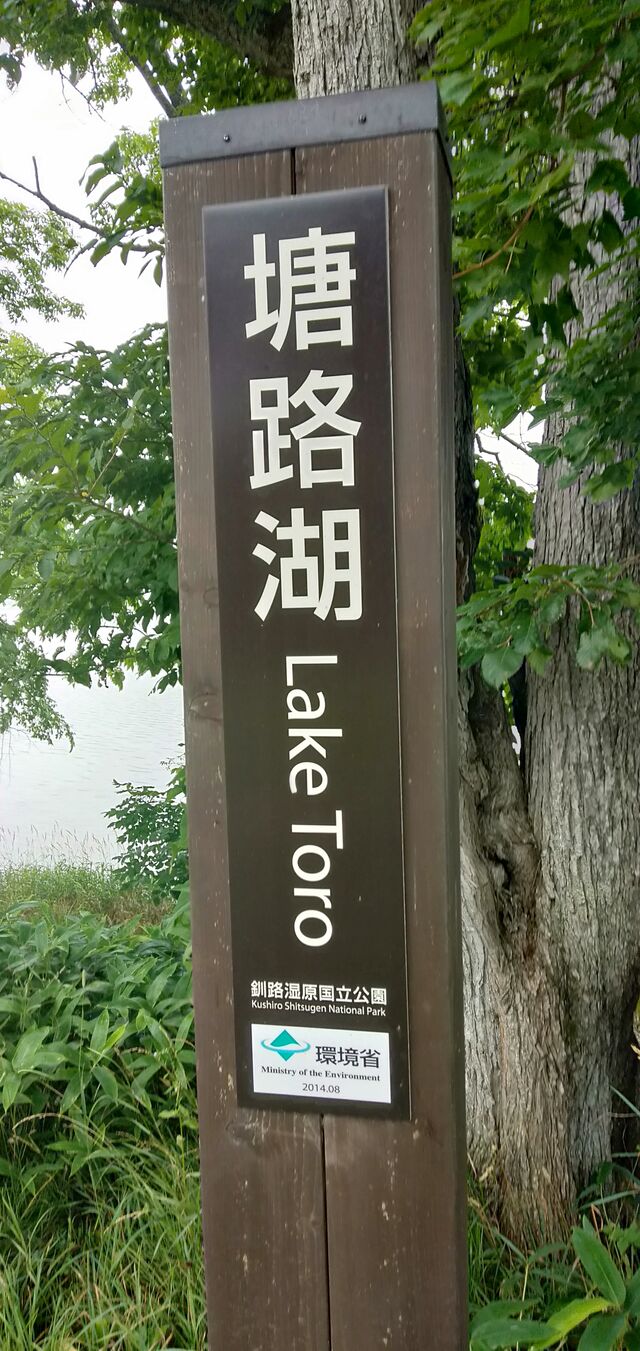 塘路湖 Lake Toro
釧路湿原国立公園
Kushiro Shitsugen National Park
環境省
Ministry of the Environment
2014.08